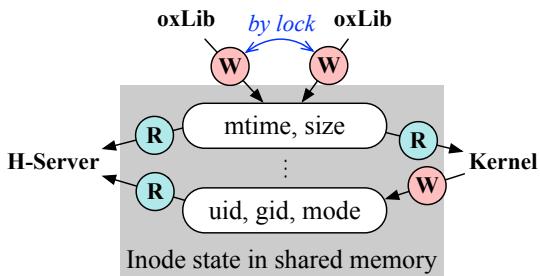 oxLib by lock oxLib
W W
mtime, size
R R
H-Server Kernel
R W
uid, gid, mode
Inode state in shared memory